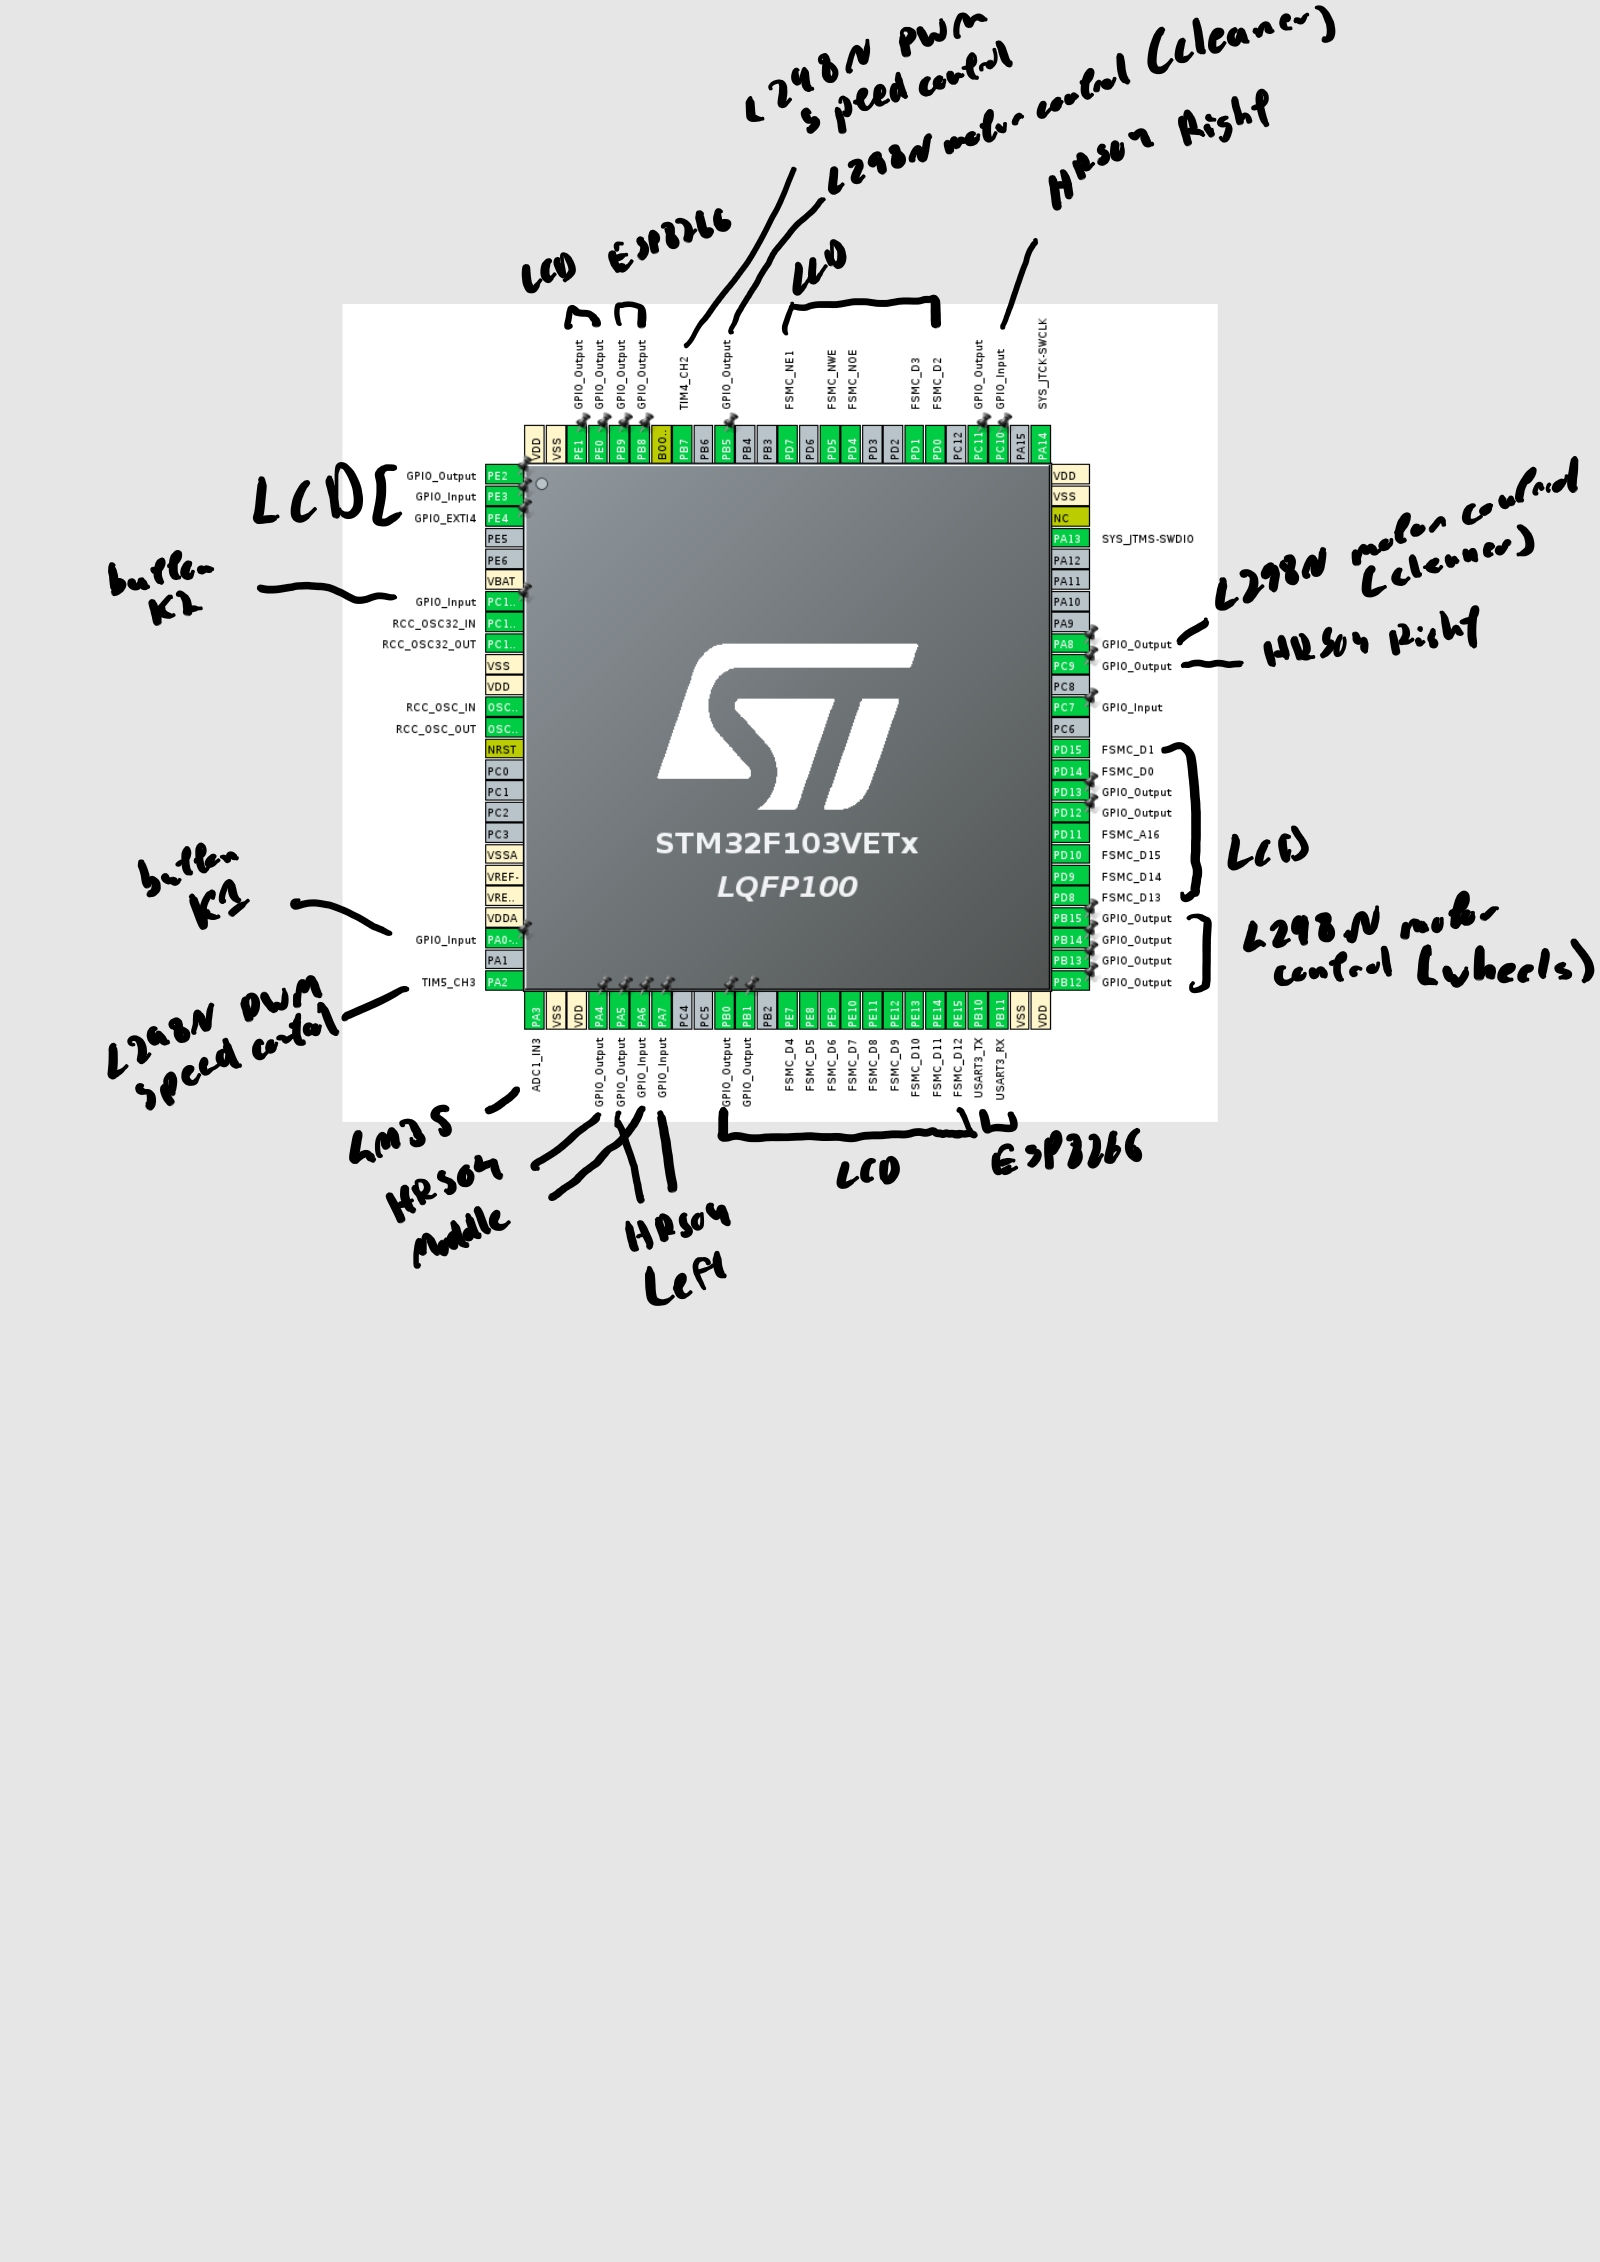 L298N PWM
speed control
L298N motor control (cleaner)
HRS04 Right
LCD ESP8266
LCD
GPIO_Output
GPIO_Output
GPIO_Output
GPIO_Output
TIM4_CH2
GPIO_Output
FSMC_NE1
FSMC_NWE
FSMC_NOE
FSMC_D3
FSMC_D2
GPIO_Output
GPIO_Input
SYS_JTCK-SWCLK
VDD
VSS
PE1
PE0
PB9
PB8
BOO..
PB7
PB6
PB5
PB4
PB3
PD7
PD6
PD5
PD4
PD3
PD2
PD1
PD0
PC12
PC11
PC10
PA15
PA14
LCD[
GPIO_Output PE2
GPIO_Input PE3
GPIO_EXTI4 PE4
PE5
PE6
VBAT
button
K2
GPIO_Input PC1..
RCC_OSC32_IN PC1..
RCC_OSC32_OUT PC1..
VSS
VDD
RCC_OSC_IN OSC..
RCC_OSC_OUT OSC..
NRST
PC0
PC1
PC2
PC3
VSSA
VREF-
VRE..
VDDA
button
K1
GPIO_Input PA0-..
PA1
TIM5_CH3 PA2
L298N PWM
speed control
ST
STM32F103VETx
LQFP100
VDD
VSS
NC
PA13 SYS_JTMS-SWDIO
PA12
PA11
PA10
PA9
PA8 GPIO_Output
L298N motor control
(cleaner)
PC9 GPIO_Output
HRS04 Right
PC8
PC7 GPIO_Input
PC6
PD15 FSMC_D1
PD14 FSMC_D0
PD13 GPIO_Output
PD12 GPIO_Output
PD11 FSMC_A16
PD10 FSMC_D15
PD9 FSMC_D14
PD8 FSMC_D13
LCD
PB15 GPIO_Output
PB14 GPIO_Output
PB13 GPIO_Output
PB12 GPIO_Output
L298N motor
control (wheels)
PA3
VSS
VDD
PA4
PA5
PA6
PA7
PC4
PC5
PB0
PB1
PB2
PE7
PE8
PE9
PE10
PE11
PE12
PE13
PE14
PE15
PB10
PB11
VSS
VDD
ADC1_IN3
GPIO_Output
GPIO_Output
GPIO_Input
GPIO_Input
GPIO_Output
GPIO_Output
FSMC_D4
FSMC_D5
FSMC_D6
FSMC_D7
FSMC_D8
FSMC_D9
FSMC_D10
FSMC_D11
FSMC_D12
USART3_TX
USART3_RX
LM35
HRS04
Middle
HRS04
Left
LCD
ESP8266